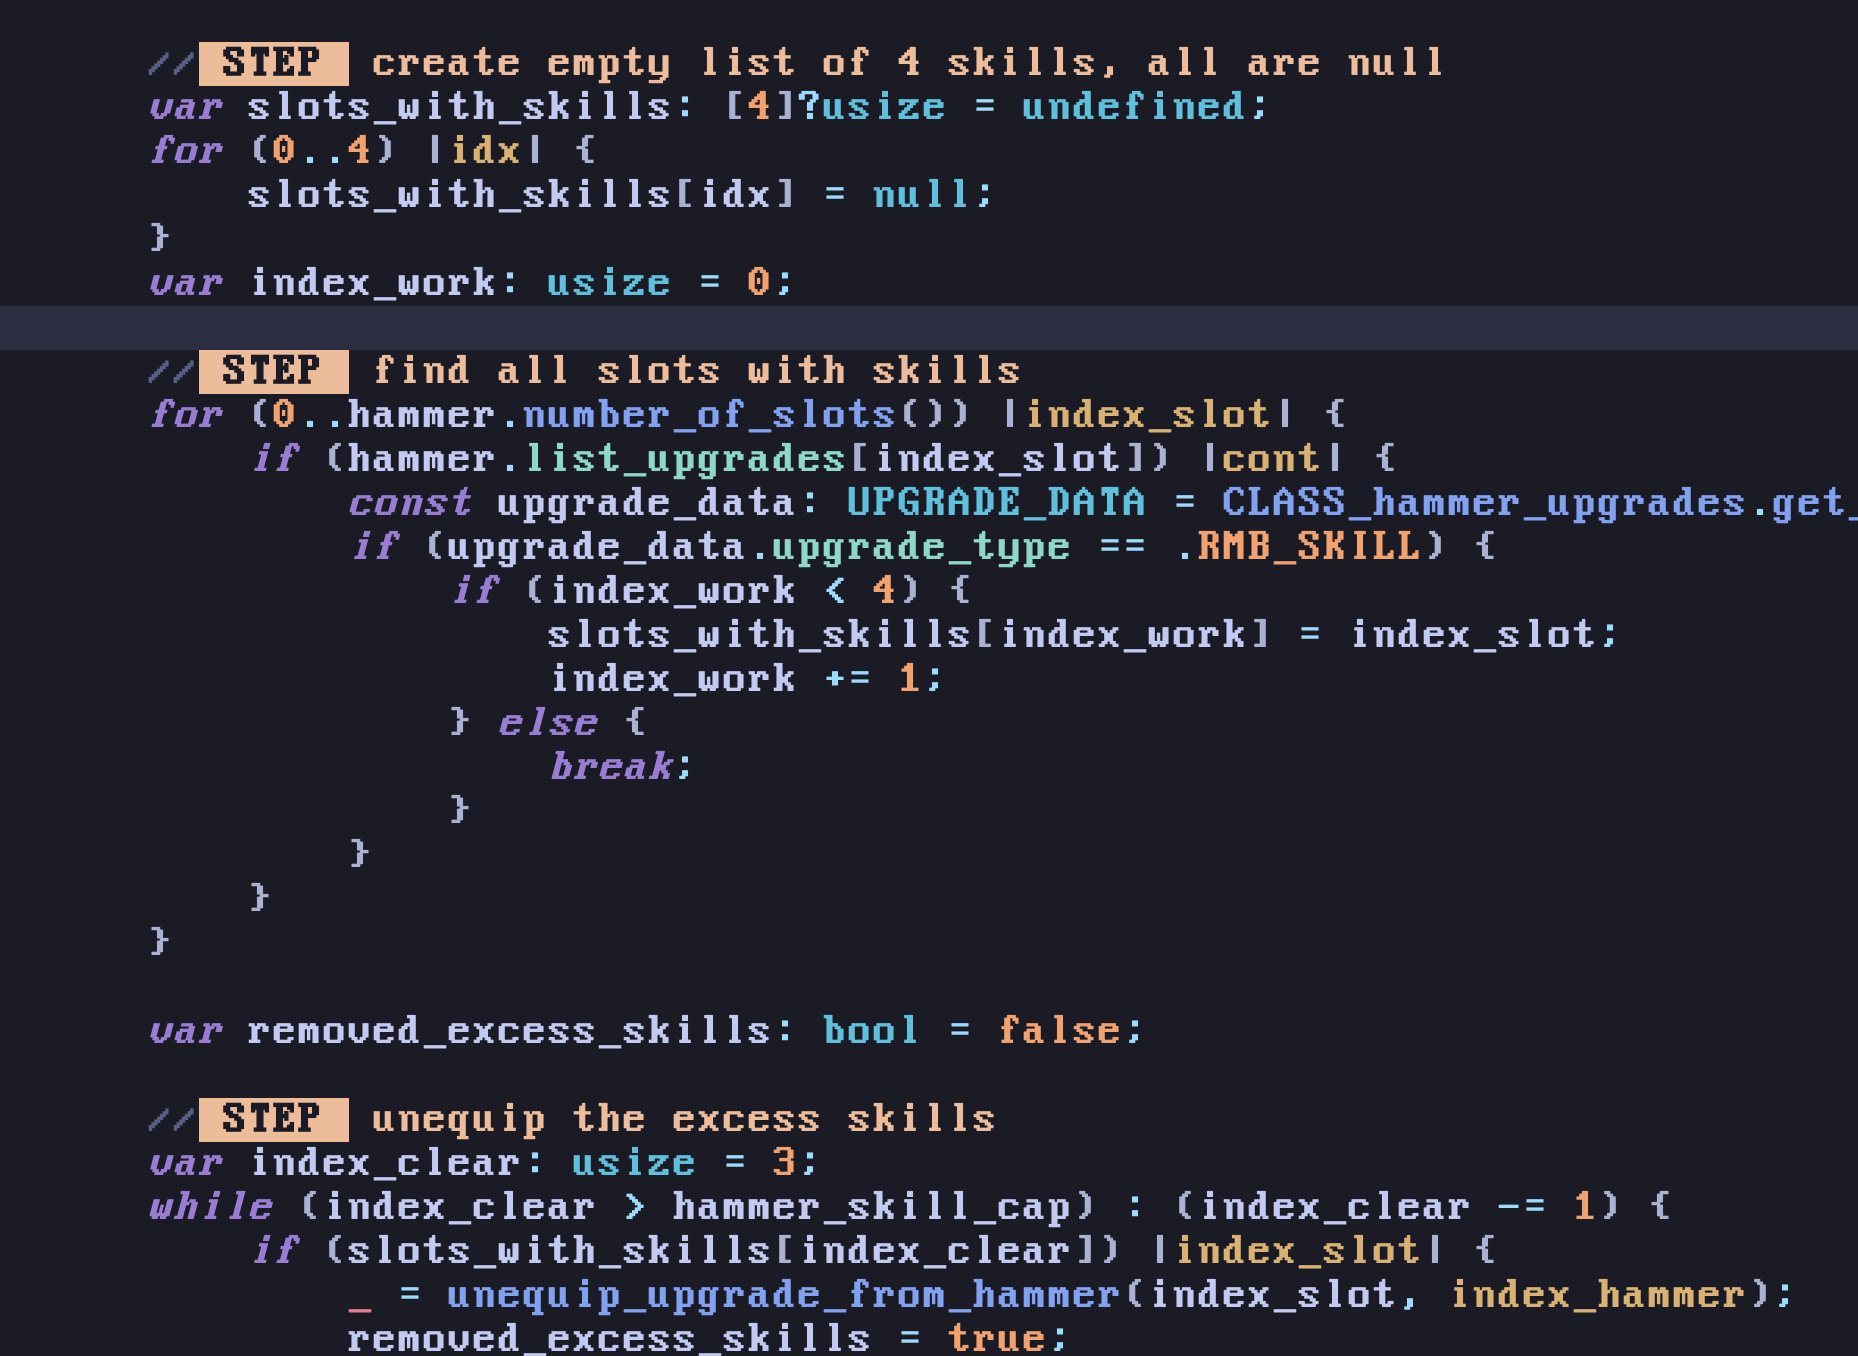 // STEP create empty list of 4 skills, all are null
var slots_with_skills: [4]?usize = undefined;
for (0..4) |idx| {
    slots_with_skills[idx] = null;
}
var index_work: usize = 0;

// STEP find all slots with skills
for (0..hammer.number_of_slots()) |index_slot| {
    if (hammer.list_upgrades[index_slot]) |cont| {
        const upgrade_data: UPGRADE_DATA = CLASS_hammer_upgrades.get_
        if (upgrade_data.upgrade_type == .RMB_SKILL) {
            if (index_work < 4) {
                slots_with_skills[index_work] = index_slot;
                index_work += 1;
            } else {
                break;
            }
        }
    }
}

var removed_excess_skills: bool = false;

// STEP unequip the excess skills
var index_clear: usize = 3;
while (index_clear > hammer_skill_cap) : (index_clear -= 1) {
    if (slots_with_skills[index_clear]) |index_slot| {
        _ = unequip_upgrade_from_hammer(index_slot, index_hammer);
        removed_excess_skills = true;